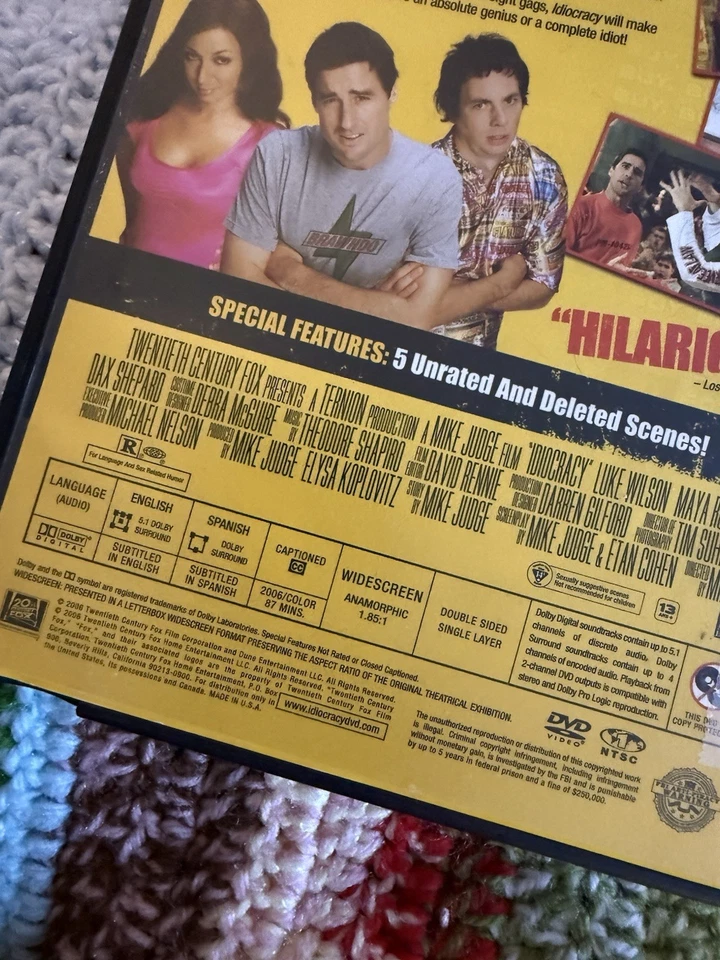 ight gags, Idiocracy will make
an absolute genius or a complete idiot!
BRAWNDO
"HILARIO
– Los
SPECIAL FEATURES: 5 Unrated And Deleted Scenes!
TWENTIETH CENTURY FOX PRESENTS A TERNION PRODUCTION A MIKE JUDGE FILM "IDIOCRACY" LUKE WILSON MAYA
DAX SHEPARD COSTUME DESIGNER DEBRA McGUIRE MUSIC BY THEODORE SHAPIRO EDITOR DAVID RENNIE PRODUCTION DESIGNER DARREN GILFORD DIRECTOR OF PHOTOGRAPHY TIM SUH
EXECUTIVE PRODUCER MICHAEL NELSON PRODUCED BY MIKE JUDGE ELYSA KOPLOVITZ STORY BY MIKE JUDGE SCREENPLAY BY MIKE JUDGE & ETAN COHEN DIRECTED
R
For Language And Sex Related Humor
Sexually suggestive scenes
Not recommended for children
13
LANGUAGE
(AUDIO)
DOLBY
DIGITAL
ENGLISH
5.1 DOLBY
SURROUND
SUBTITLED
IN ENGLISH
SPANISH
DOLBY
SURROUND
SUBTITLED
IN SPANISH
CAPTIONED
CC
2006/COLOR
87 MINS.
WIDESCREEN
ANAMORPHIC
1.85:1
DOUBLE SIDED
SINGLE LAYER
Dolby Digital soundtracks contain up to 5.1
channels of discrete audio. Dolby
Surround soundtracks contain up to 4
channels of encoded audio. Playback from
2-channel DVD outputs is compatible with
stereo and Dolby Pro Logic reproduction.
THIS DI
COPY PROTEC
Dolby and the DD symbol are registered trademarks of Dolby Laboratories. Special Features Not Rated or Closed Captioned.
WIDESCREEN: PRESENTED IN A LETTERBOX WIDESCREEN FORMAT PRESERVING THE ASPECT RATIO OF THE ORIGINAL THEATRICAL EXHIBITION.
© 2006 Twentieth Century Fox Film Corporation and Dune Entertainment LLC. All Rights Reserved.
© 2006 Twentieth Century Fox Home Entertainment LLC. All Rights Reserved. "Twentieth Century
Fox," "Fox," and their associated logos are the property of Twentieth Century Fox Film
Corporation. Twentieth Century Fox Home Entertainment, P.O. Box
900, Beverly Hills, California 90213-0900. For distribution only in
the United States, its possessions and Canada. MADE IN U.S.A.
www.idiocracydvd.com
The unauthorized reproduction or distribution of this copyrighted work
is illegal. Criminal copyright infringement, including infringement
without monetary gain, is investigated by the FBI and is punishable
by up to 5 years in federal prison and a fine of $250,000.
DVD
VIDEO
NTSC
WARNING